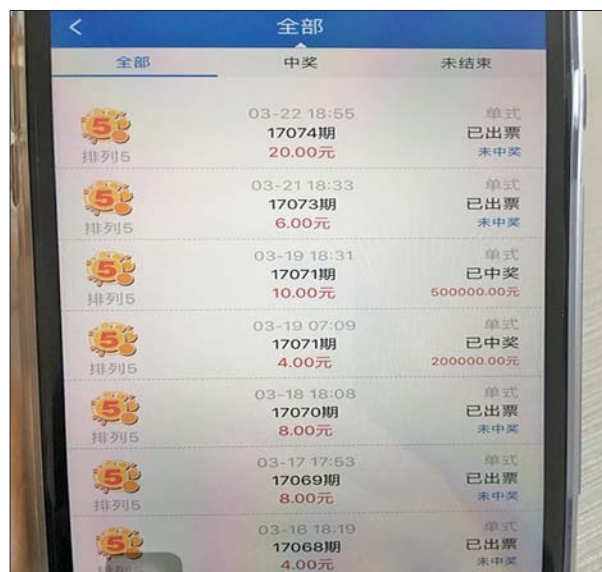 全部
全部 中奖 未结束
03-22 18:55 单式
5 17074期 已出票
排列5 20.00元 未中奖
03-21 18:33 单式
5 17073期 已出票
排列5 6.00元 未中奖
03-19 18:31 单式
5 17071期 已中奖
排列5 10.00元 500000.00元
03-19 07:09 单式
5 17071期 已中奖
排列5 4.00元 200000.00元
03-18 18:08 单式
5 17070期 已出票
排列5 8.00元 未中奖
03-17 17:53 单式
5 17069期 已出票
排列5 8.00元 未中奖
03-16 18:19 单式
5 17068期 已出票
4.00元 未中奖